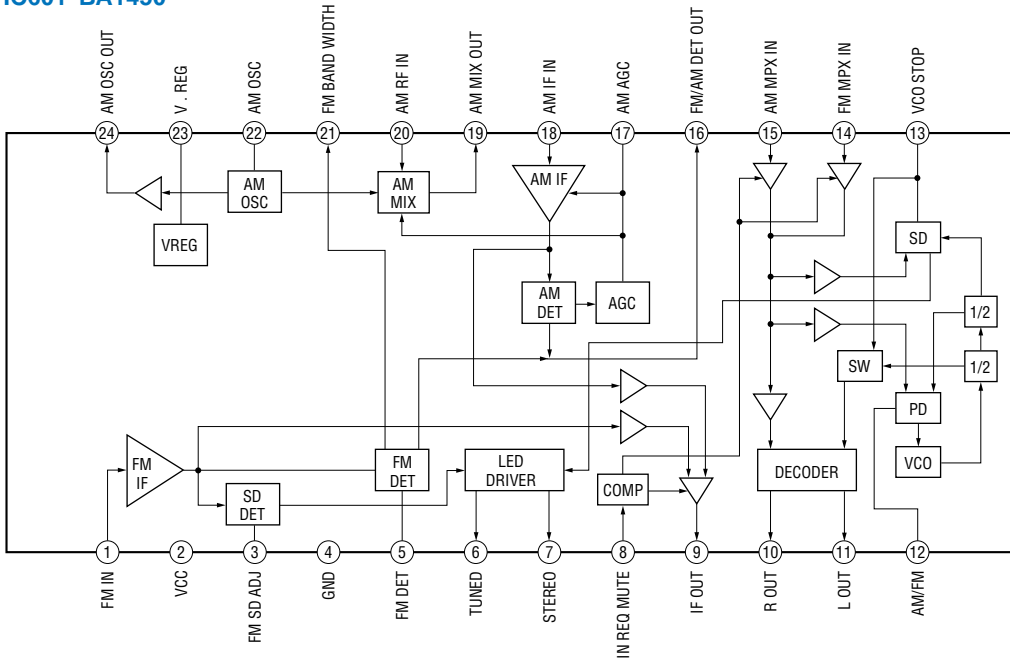 AM OSC OUT
V . REG
AM OSC
FM BAND WIDTH
AM RF IN
AM MIX OUT
AM IF IN
AM AGC
FM/AM DET OUT
AM MPX IN
FM MPX IN
VCO STOP
24 23 22 21 20 19 18 17 16 15 14 13
AM IF
AM
OSC
AM
MIX
VREG
SD
AM
DET
AGC
1/2
SW
1/2
PD
FM
IF
FM
DET
LED
DRIVER
COMP
DECODER
VCO
SD
DET
1 2 3 4 5 6 7 8 9 10 11 12
FM IN
VCC
FM SD ADJ
GND
FM DET
TUNED
STEREO
IN REQ MUTE
IF OUT
R OUT
L OUT
AM/FM